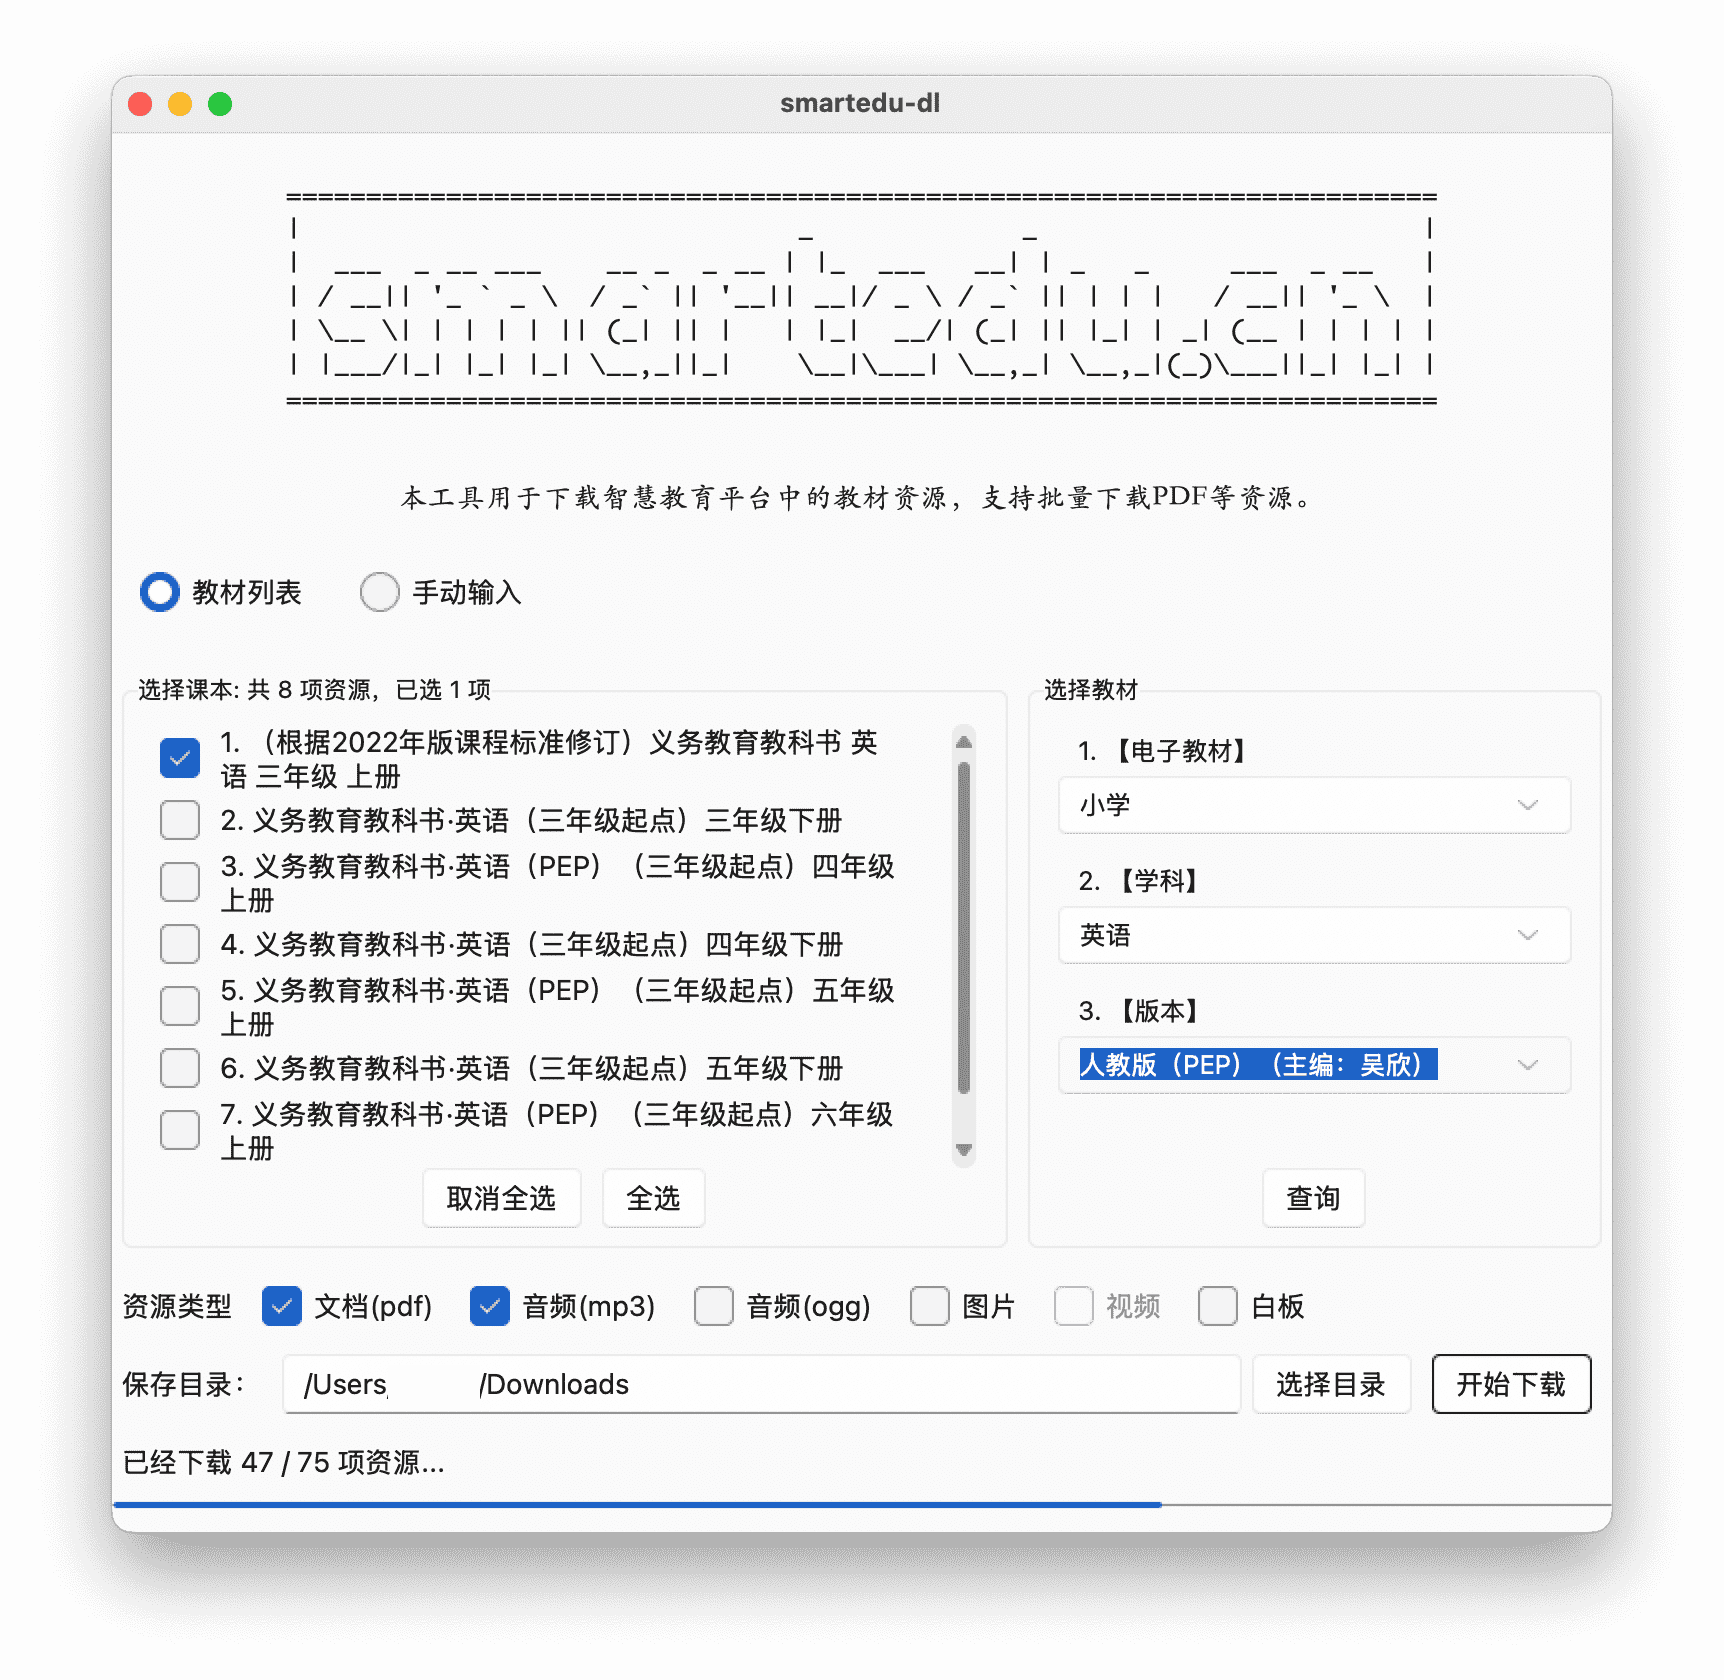 smartedu-dl
smartedu.cn
本工具用于下载智慧教育平台中的教材资源，支持批量下载PDF等资源。
教材列表
手动输入
选择课本: 共 8 项资源，已选 1 项
1. （根据2022年版课程标准修订）义务教育教科书 英
语 三年级 上册
2. 义务教育教科书·英语（三年级起点）三年级下册
3. 义务教育教科书·英语（PEP）（三年级起点）四年级
上册
4. 义务教育教科书·英语（三年级起点）四年级下册
5. 义务教育教科书·英语（PEP）（三年级起点）五年级
上册
6. 义务教育教科书·英语（三年级起点）五年级下册
7. 义务教育教科书·英语（PEP）（三年级起点）六年级
上册
取消全选
全选
选择教材
1. 【电子教材】
小学
2. 【学科】
英语
3. 【版本】
人教版（PEP）（主编：吴欣）
查询
资源类型 文档(pdf) 音频(mp3) 音频(ogg) 图片 视频 白板
保存目录： /Users /Downloads 选择目录 开始下载
已经下载 47 / 75 项资源...